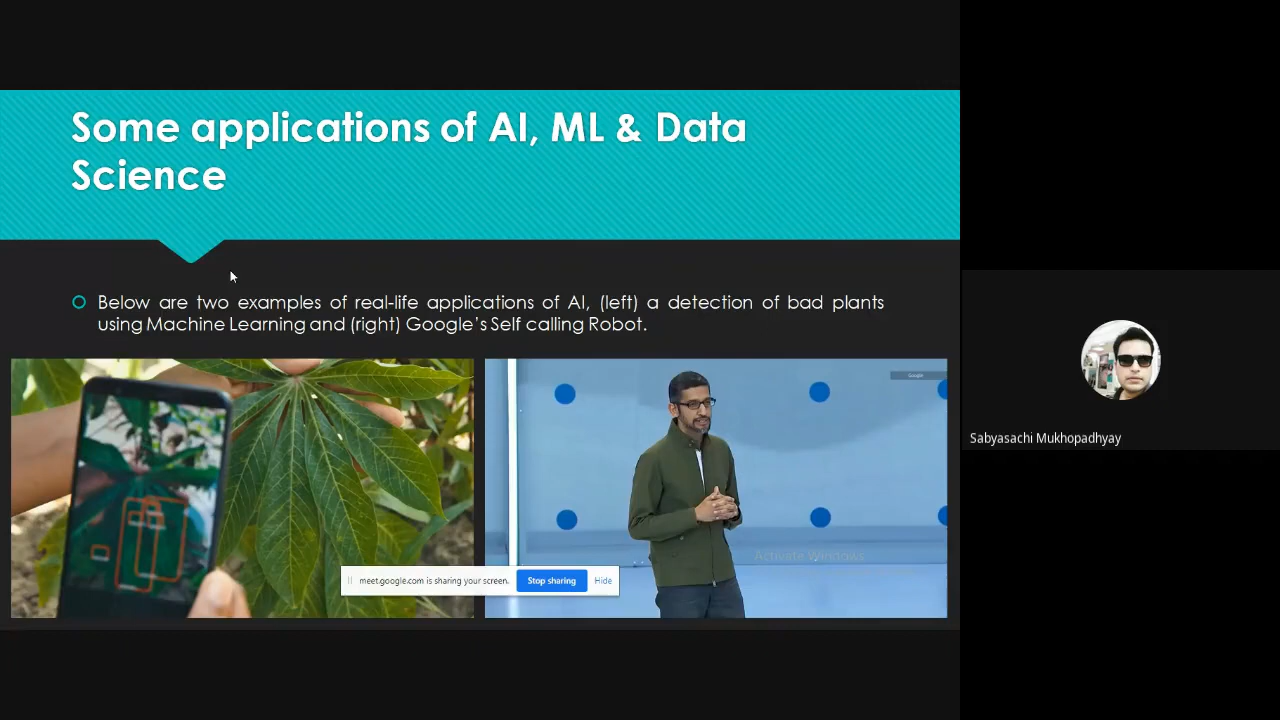 Some applications of AI, ML & Data
Science
Below are two examples of real-life applications of AI, (left) a detection of bad plants
using Machine Learning and (right) Google's Self calling Robot.
Google
Activate Windows
meet.google.com is sharing your screen.
Stop sharing
Hide
Sabyasachi Mukhopadhyay